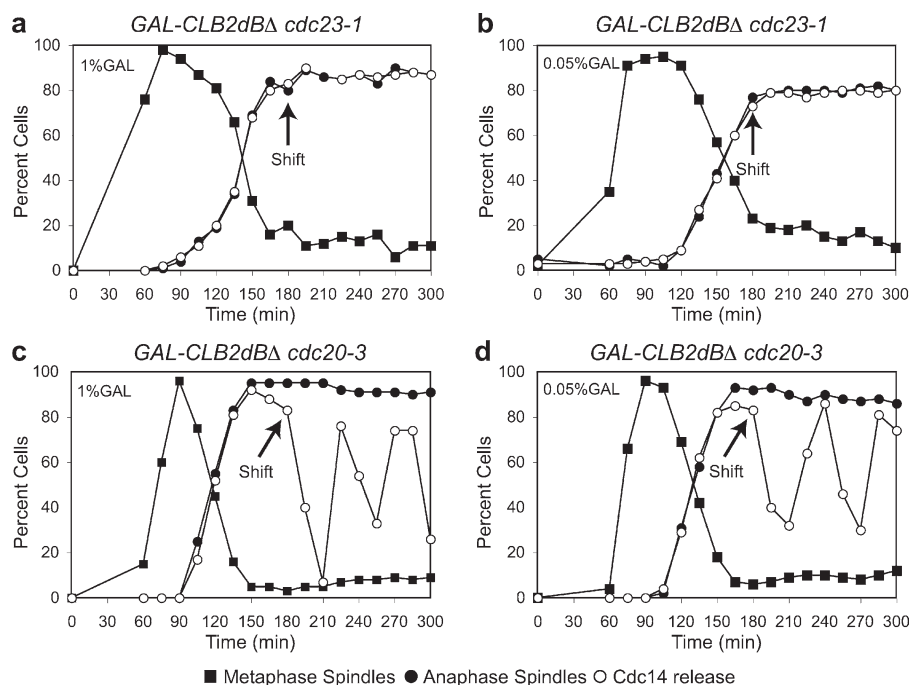 a
GAL-CLB2dBΔ cdc23-1
1%GAL
Percent Cells
100
80
60
40
20
0
Shift
0 30 60 90 120 150 180 210 240 270 300
Time (min)
b
GAL-CLB2dBΔ cdc23-1
0.05%GAL
Percent Cells
100
80
60
40
20
0
Shift
0 30 60 90 120 150 180 210 240 270 300
Time (min)
c
GAL-CLB2dBΔ cdc20-3
1%GAL
Percent Cells
100
80
60
40
20
0
Shift
0 30 60 90 120 150 180 210 240 270 300
Time (min)
d
GAL-CLB2dBΔ cdc20-3
0.05%GAL
Percent Cells
100
80
60
40
20
0
Shift
0 30 60 90 120 150 180 210 240 270 300
Time (min)
Metaphase Spindles Anaphase Spindles Cdc14 release